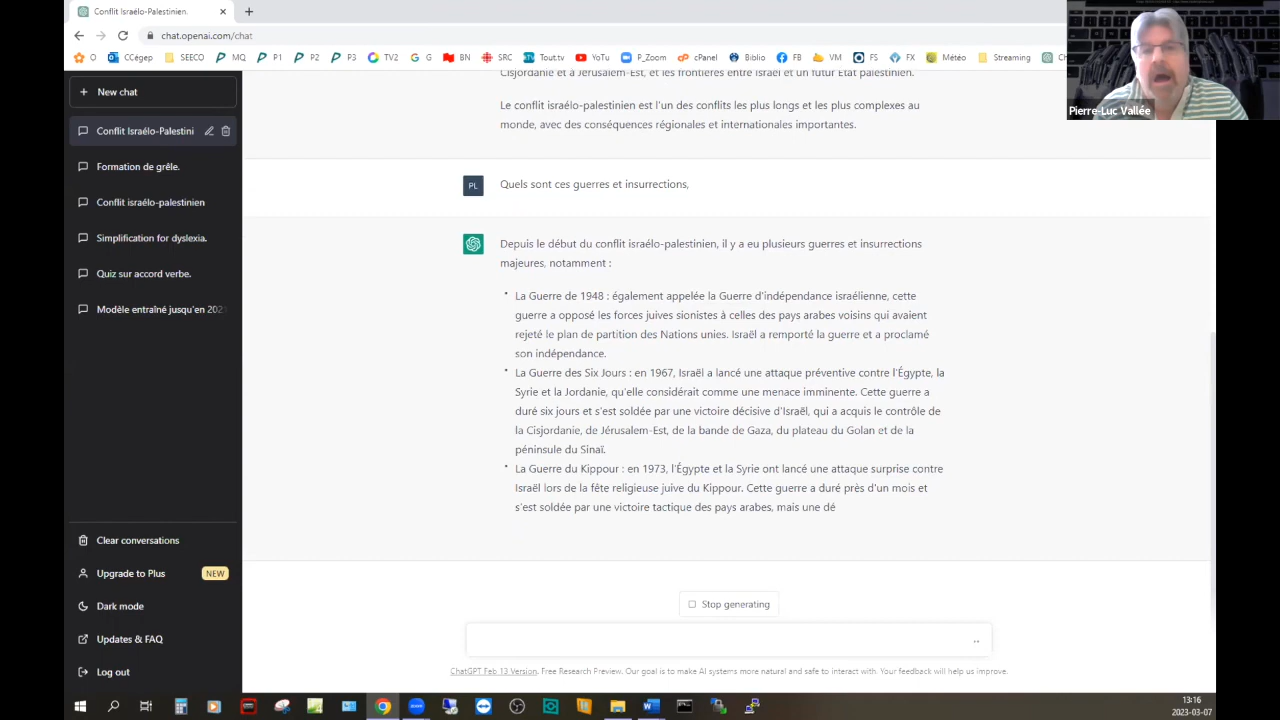 Conflit Israélo-Palestinien.
chat.openai.com/chat
O CCégep SEECO MQ P1 P2 P3 TV2 G BN SRC Tout.tv YoTu P_Zoom cPanel Biblio FB VM FS FX Météo Streaming
Pierre-Luc Vallée
New chat
Conflit Israélo-Palestini
Formation de grêle.
Conflit israélo-palestinien
Simplification for dyslexia.
Quiz sur accord verbe.
Modèle entraîné jusqu'en 2021
Clear conversations
Upgrade to Plus NEW
Dark mode
Updates & FAQ
Log out
Cisjordanie et à Jérusalem-Est, et les frontières entre Israël et un futur État palestinien.
Le conflit israélo-palestinien est l'un des conflits les plus longs et les plus complexes au
monde, avec des conséquences régionales et internationales importantes.
PL Quels sont ces guerres et insurrections,
Depuis le début du conflit israélo-palestinien, il y a eu plusieurs guerres et insurrections
majeures, notamment :
• La Guerre de 1948 : également appelée la Guerre d'indépendance israélienne, cette
guerre a opposé les forces juives sionistes à celles des pays arabes voisins qui avaient
rejeté le plan de partition des Nations unies. Israël a remporté la guerre et a proclamé
son indépendance.
• La Guerre des Six Jours : en 1967, Israël a lancé une attaque préventive contre l'Égypte, la
Syrie et la Jordanie, qu'elle considérait comme une menace imminente. Cette guerre a
duré six jours et s'est soldée par une victoire décisive d'Israël, qui a acquis le contrôle de
la Cisjordanie, de Jérusalem-Est, de la bande de Gaza, du plateau du Golan et de la
péninsule du Sinaï.
• La Guerre du Kippour : en 1973, l'Égypte et la Syrie ont lancé une attaque surprise contre
Israël lors de la fête religieuse juive du Kippour. Cette guerre a duré près d'un mois et
s'est soldée par une victoire tactique des pays arabes, mais une dé
Stop generating
ChatGPT Feb 13 Version. Free Research Preview. Our goal is to make AI systems more natural and safe to interact with. Your feedback will help us improve.
13:16
2023-03-07